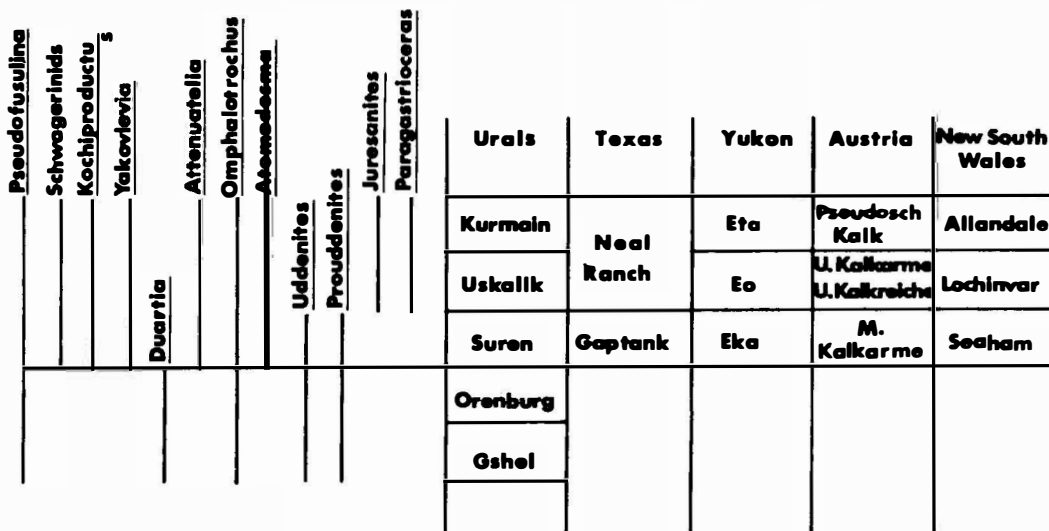 Pseudofusulina
Schwagerinids
Kochiproductus
Yakovlevia
Duartia
Attenuatella
Omphalotrochus
Atomodesma
Uddenites
Prouddenites
Juresanites
Paragastrioceras
Urals
Texas
Yukon
Austria
New South
Wales
Kurmain
Neal
Ranch
Eta
Pseudosch
Kalk
Allandale
Uskalik
Eo
U. Kalkarme
U. Kalkreiche
Lochinvar
Suren
Gaptank
Eka
M.
Kalkarme
Seaham
Orenburg
Gshel